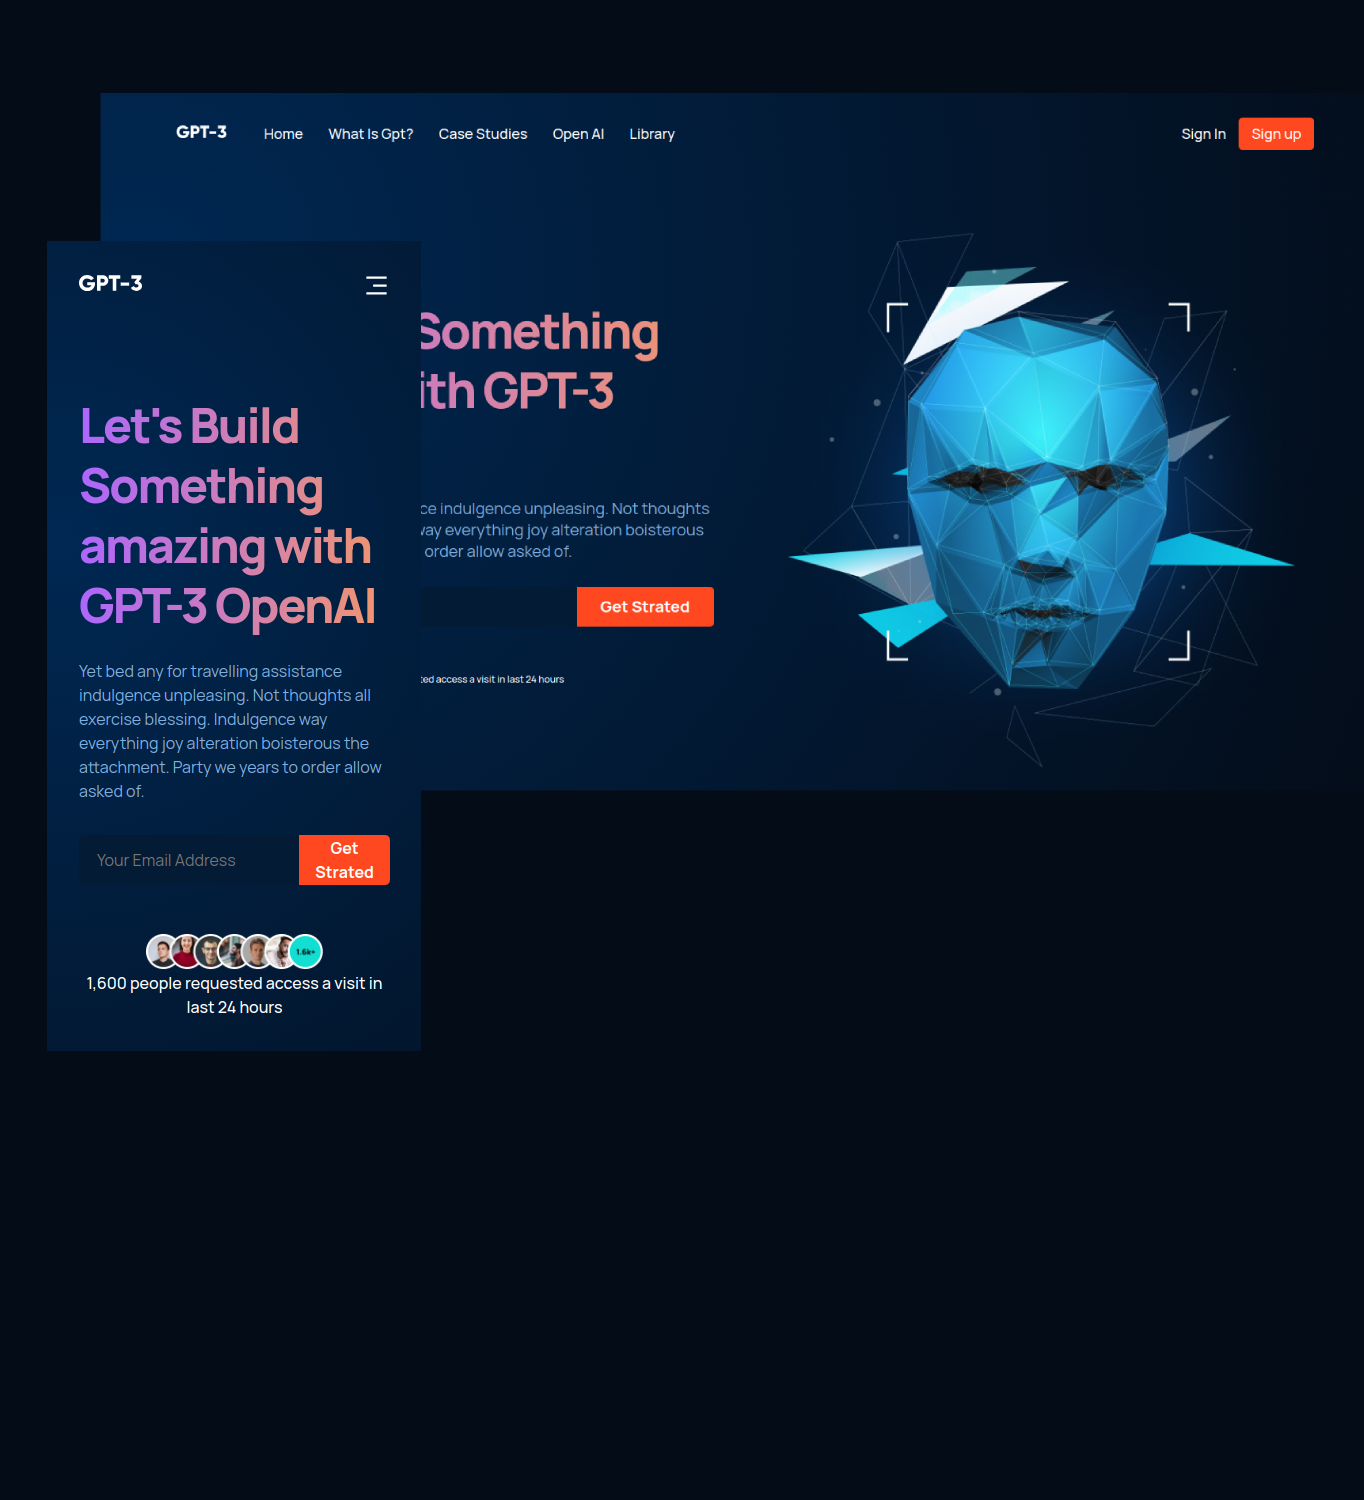 GPT-3 Home What Is Gpt? Case Studies Open AI Library Sign In Sign up
Something
ith GPT-3
ce indulgence unpleasing. Not thoughts
way everything joy alteration boisterous
order allow asked of.
Get Strated
ted access a visit in last 24 hours
GPT-3
Let's Build
Something
amazing with
GPT-3 OpenAI
Yet bed any for travelling assistance
indulgence unpleasing. Not thoughts all
exercise blessing. Indulgence way
everything joy alteration boisterous the
attachment. Party we years to order allow
asked of.
Your Email Address
Get
Strated
1.6k+
1,600 people requested access a visit in
last 24 hours